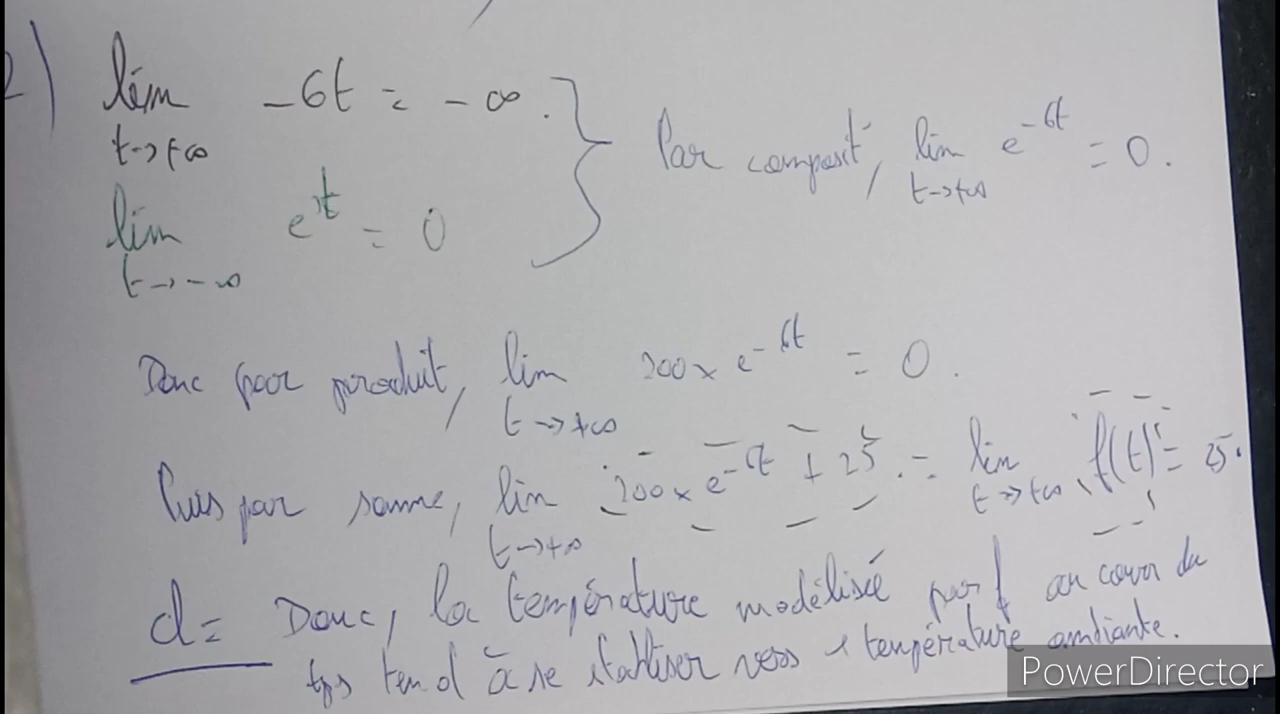 2) lim -6t = -∞.
t→+∞
lim e^t = 0
t→-∞
Par composit°, lim e^-6t = 0.
t→+∞
Donc par produit, lim 200 x e^-6t = 0.
t→+∞
Puis par somme, lim 200 x e^-6t + 25 = lim f(t) = 25.
t→+∞ t→+∞
d= Donc, la température modélisée par f au cours du
tps tend à se stabiliser vers température ambiante.
PowerDirector